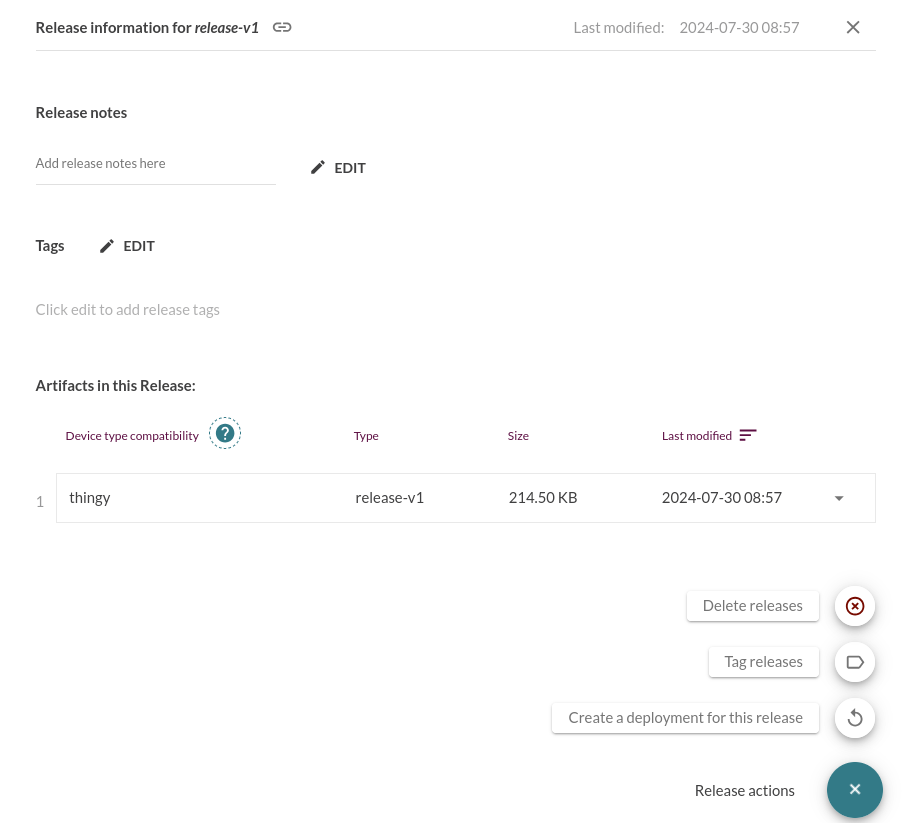 Release information for release-v1 Last modified: 2024-07-30 08:57
Release notes
Add release notes here EDIT
Tags EDIT
Click edit to add release tags
Artifacts in this Release:
Device type compatibility ? Type Size Last modified
1 thingy release-v1 214.50 KB 2024-07-30 08:57
Delete releases
Tag releases
Create a deployment for this release
Release actions